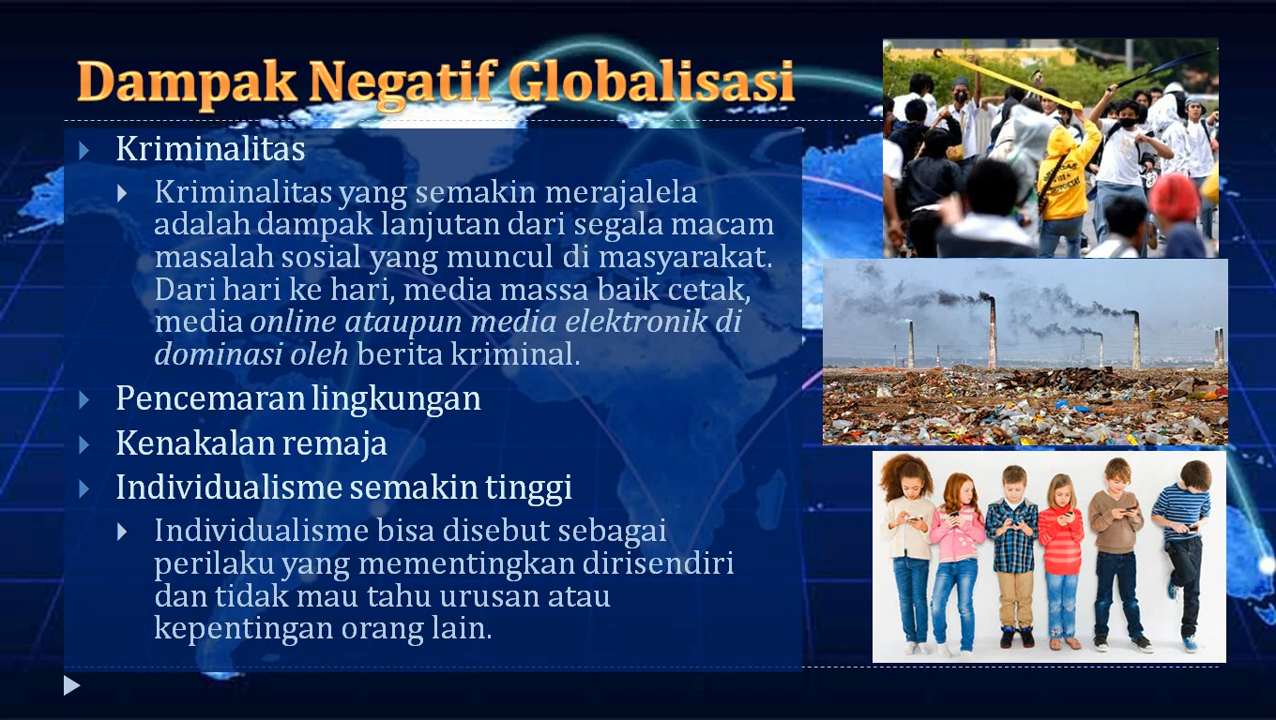 Dampak Negatif Globalisasi
Kriminalitas
Kriminalitas yang semakin merajalela
adalah dampak lanjutan dari segala macam
masalah sosial yang muncul di masyarakat.
Dari hari ke hari, media massa baik cetak,
media online ataupun media elektronik di
dominasi oleh berita kriminal.
Pencemaran lingkungan
Kenakalan remaja
Individualisme semakin tinggi
Individualisme bisa disebut sebagai
perilaku yang mementingkan dirisendiri
dan tidak mau tahu urusan atau
kepentingan orang lain.